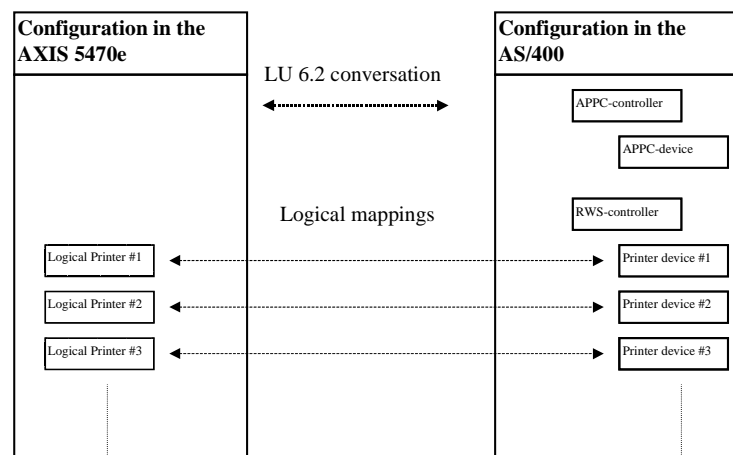 Configuration in the
AXIS 5470e
Configuration in the
AS/400
LU 6.2 conversation
APPC-controller
APPC-device
Logical mappings
RWS-controller
Logical Printer #1
Printer device #1
Logical Printer #2
Printer device #2
Logical Printer #3
Printer device #3